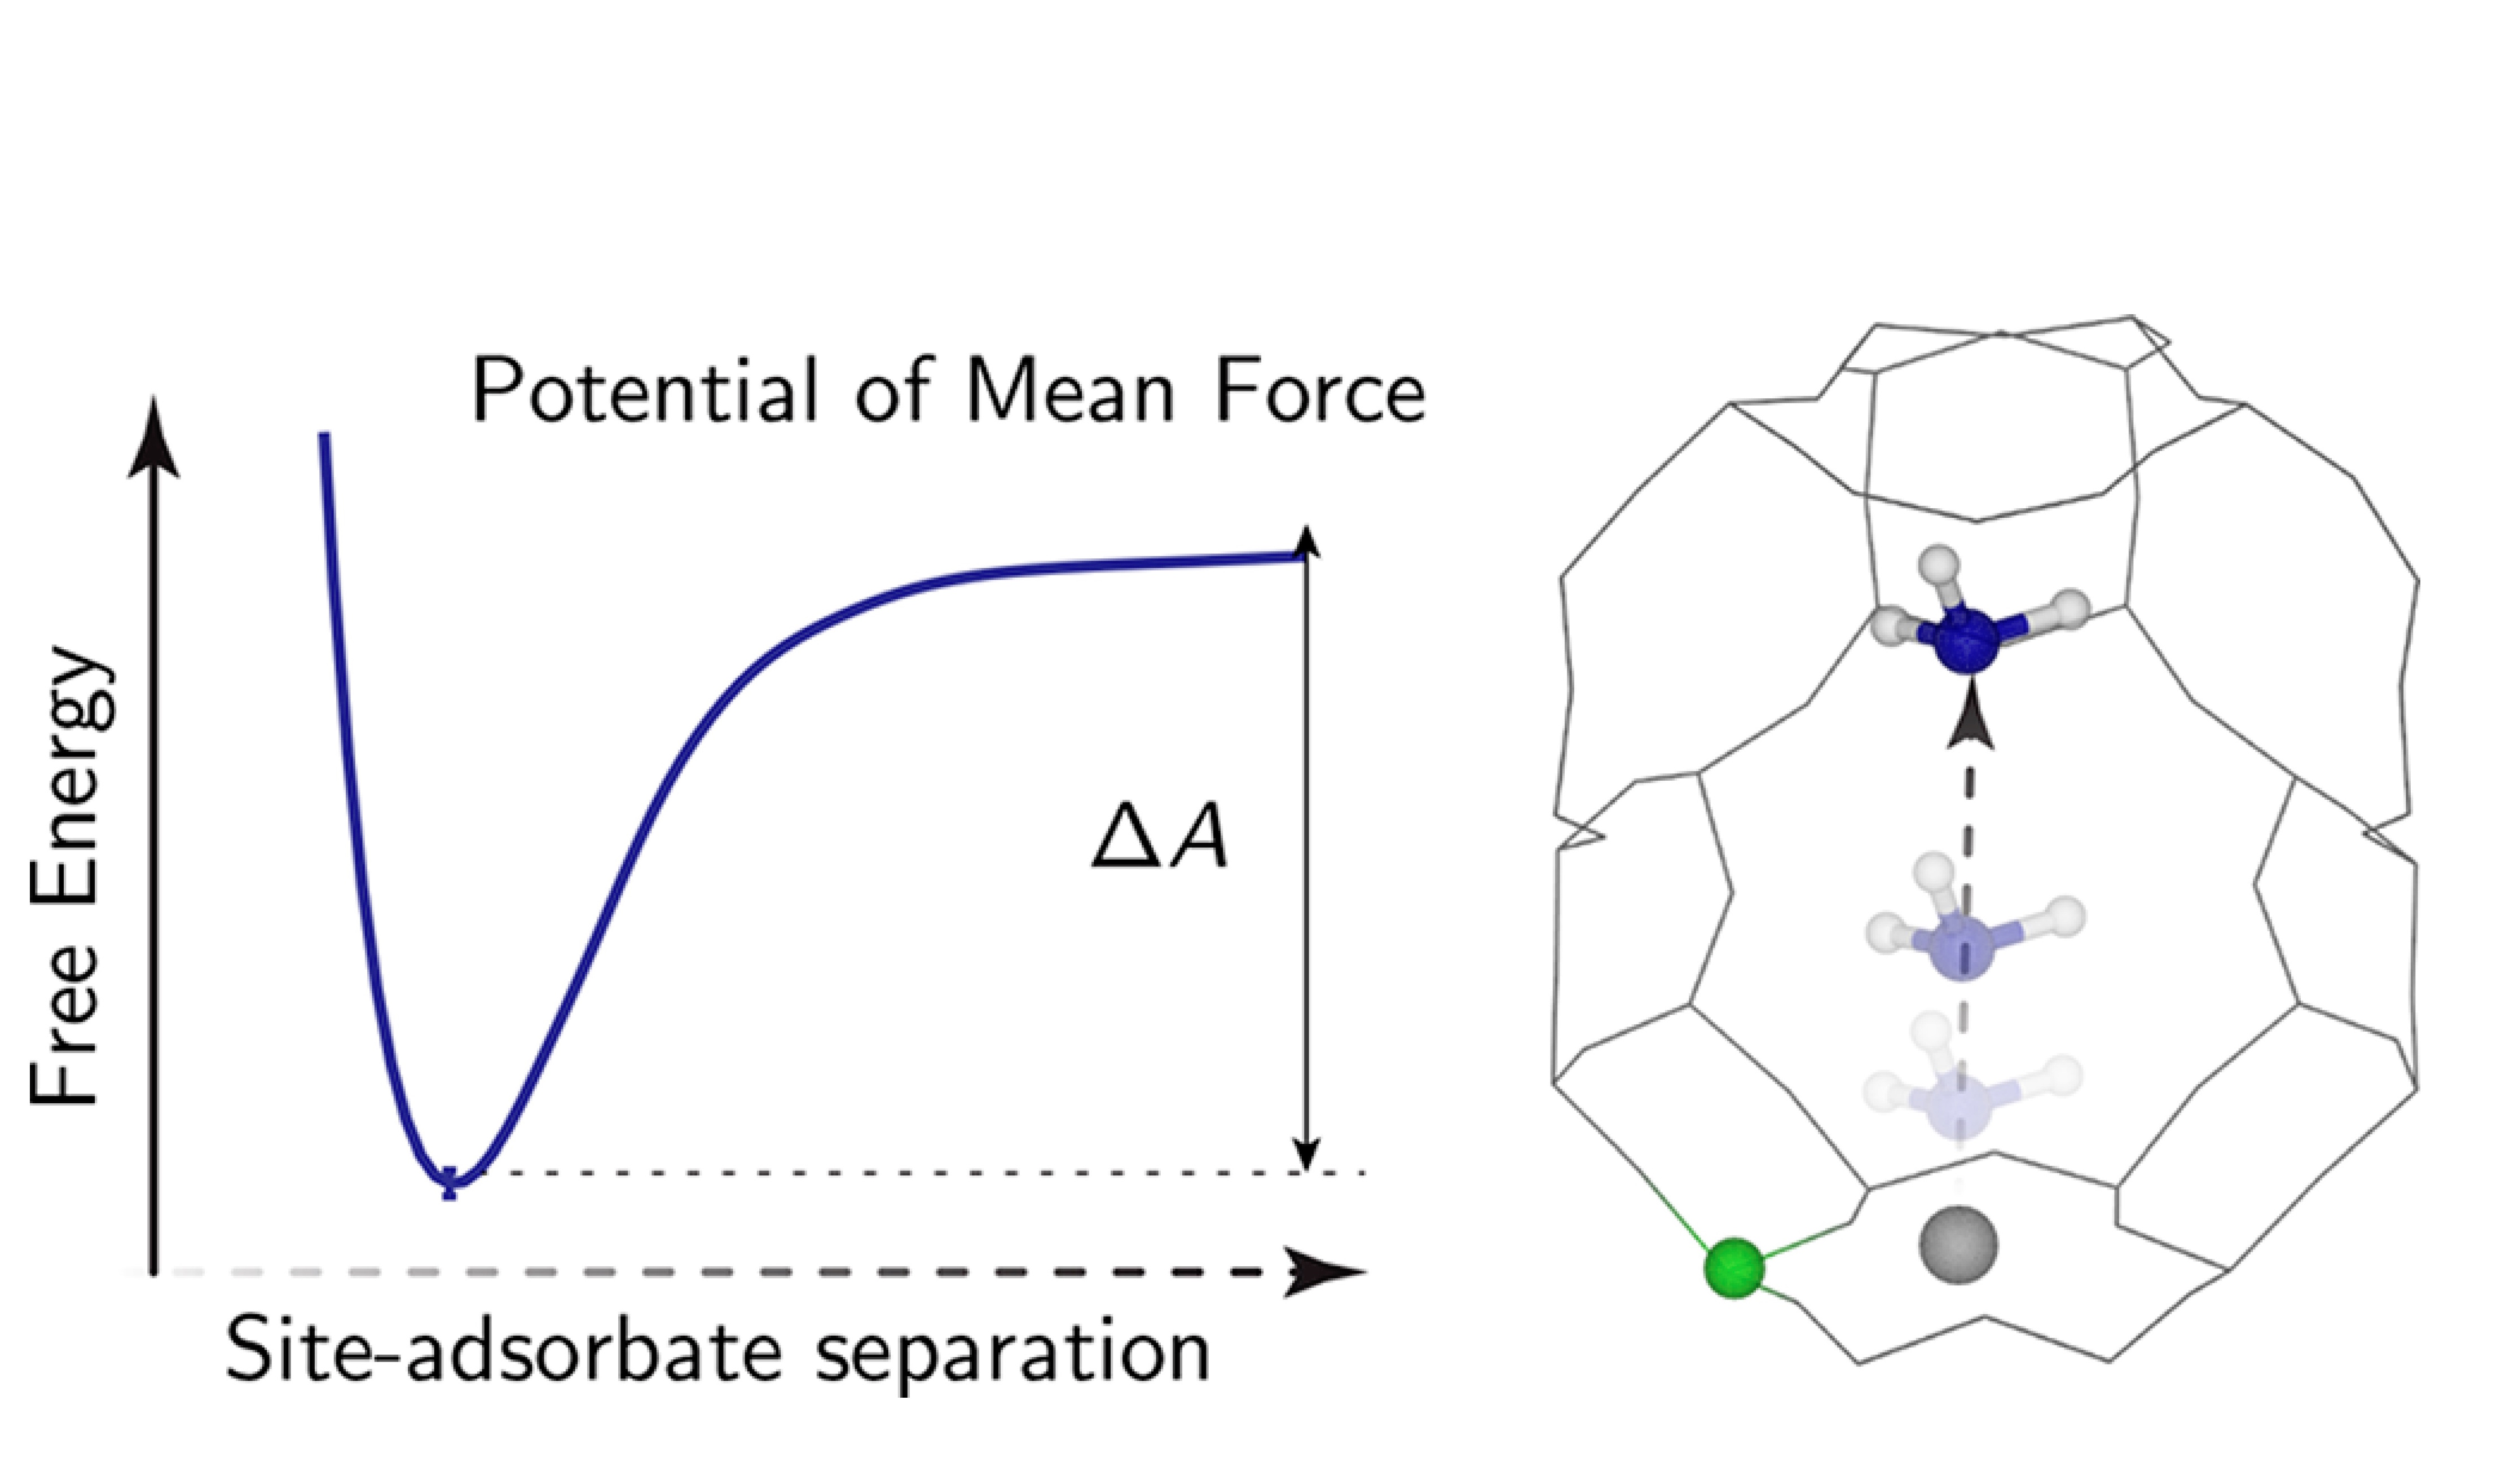 Potential of Mean Force
Free Energy
ΔA
Site-adsorbate separation